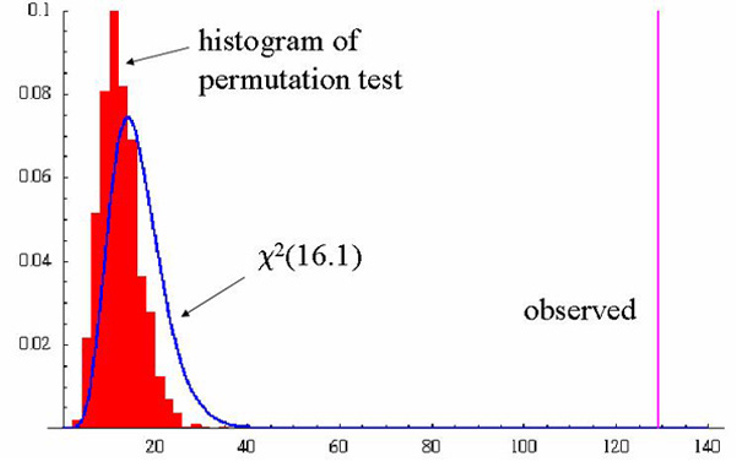 0.1
histogram of
permutation test
0.08
0.06
χ²(16.1)
0.04
observed
0.02
20 40 60 80 100 120 140